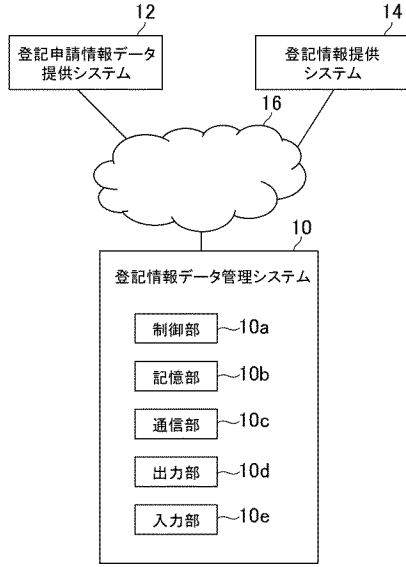 12
登記申請情報データ
提供システム
14
登記情報提供
システム
16
10
登記情報データ管理システム
制御部 10a
記憶部 10b
通信部 10c
出力部 10d
入力部 10e